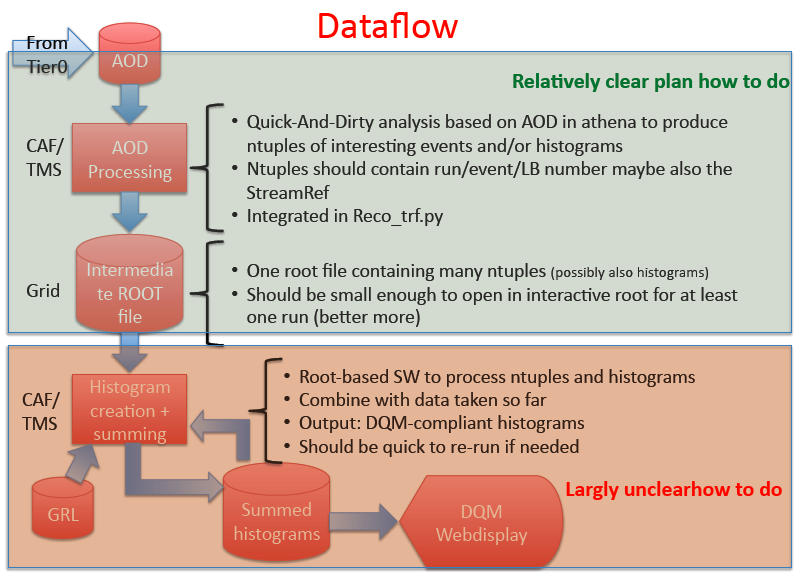 Dataflow
From
Tier0
AOD
Relatively clear plan how to do
CAF/
TMS
AOD
Processing
• Quick-And-Dirty analysis based on AOD in athena to produce
ntuples of interesting events and/or histograms
• Ntuples should contain run/event/LB number maybe also the
StreamRef
• Integrated in Reco_trf.py
Grid
Intermedia
te ROOT
file
• One root file containing many ntuples (possibly also histograms)
• Should be small enough to open in interactive root for at least
one run (better more)
CAF/
TMS
Histogram
creation +
summing
• Root-based SW to process ntuples and histograms
• Combine with data taken so far
• Output: DQM-compliant histograms
• Should be quick to re-run if needed
Largly unclearhow to do
GRL
Summed
histograms
DQM
Webdisplay